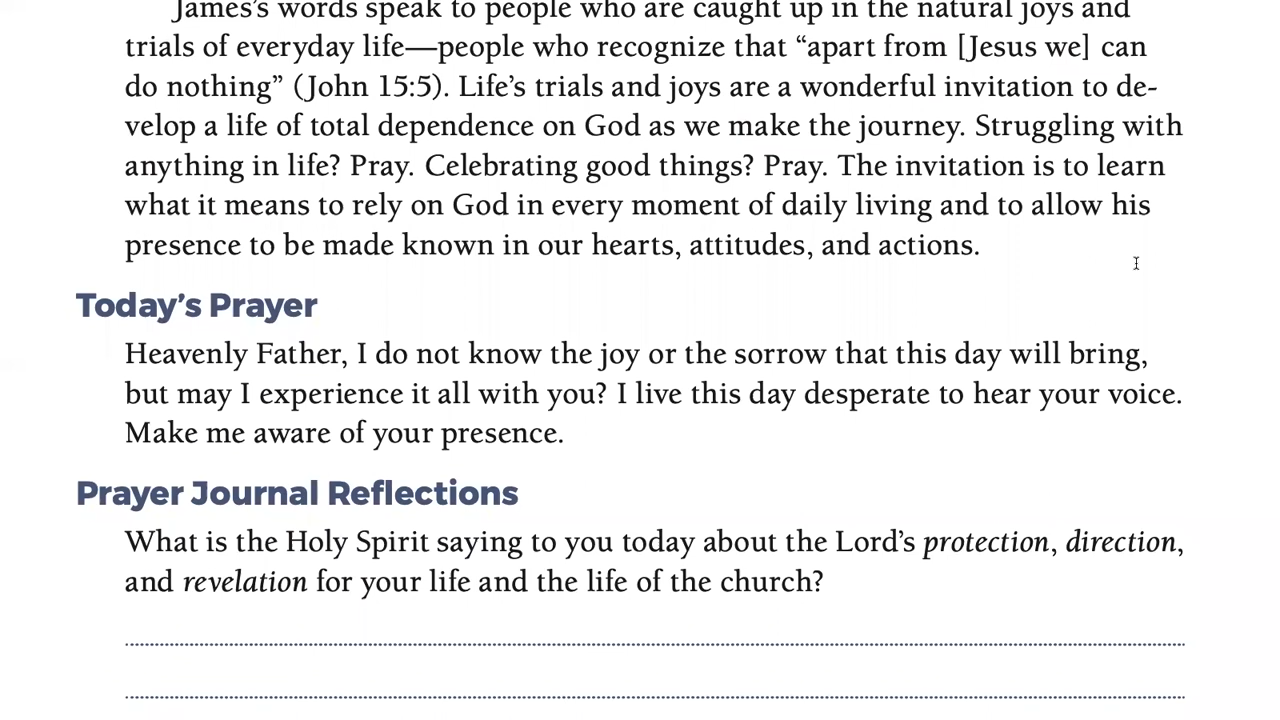 James's words speak to people who are caught up in the natural joys and
trials of everyday life—people who recognize that “apart from [Jesus we] can
do nothing” (John 15:5). Life’s trials and joys are a wonderful invitation to de-
velop a life of total dependence on God as we make the journey. Struggling with
anything in life? Pray. Celebrating good things? Pray. The invitation is to learn
what it means to rely on God in every moment of daily living and to allow his
presence to be made known in our hearts, attitudes, and actions.
Today’s Prayer
Heavenly Father, I do not know the joy or the sorrow that this day will bring,
but may I experience it all with you? I live this day desperate to hear your voice.
Make me aware of your presence.
Prayer Journal Reflections
What is the Holy Spirit saying to you today about the Lord’s protection, direction,
and revelation for your life and the life of the church?